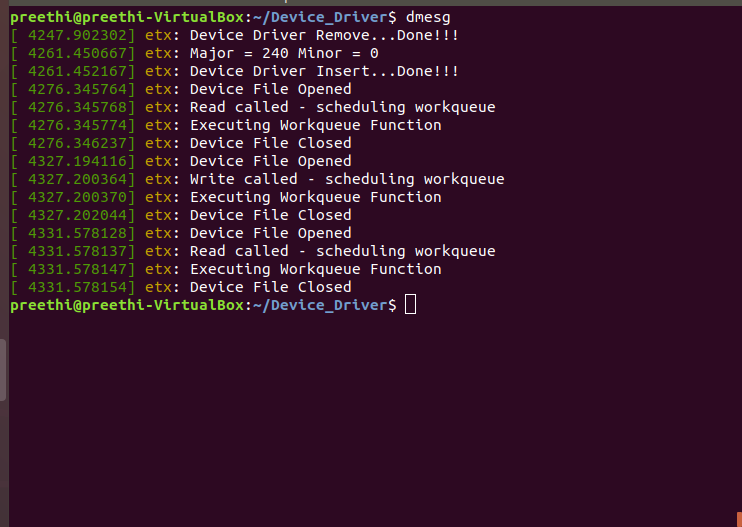 preethi@preethi-VirtualBox:~/Device_Driver$ dmesg
[ 4247.902302] etx: Device Driver Remove...Done!!!
[ 4261.450667] etx: Major = 240 Minor = 0
[ 4261.452167] etx: Device Driver Insert...Done!!!
[ 4276.345764] etx: Device File Opened
[ 4276.345768] etx: Read called - scheduling workqueue
[ 4276.345774] etx: Executing Workqueue Function
[ 4276.346237] etx: Device File Closed
[ 4327.194116] etx: Device File Opened
[ 4327.200364] etx: Write called - scheduling workqueue
[ 4327.200370] etx: Executing Workqueue Function
[ 4327.202044] etx: Device File Closed
[ 4331.578128] etx: Device File Opened
[ 4331.578137] etx: Read called - scheduling workqueue
[ 4331.578147] etx: Executing Workqueue Function
[ 4331.578154] etx: Device File Closed
preethi@preethi-VirtualBox:~/Device_Driver$